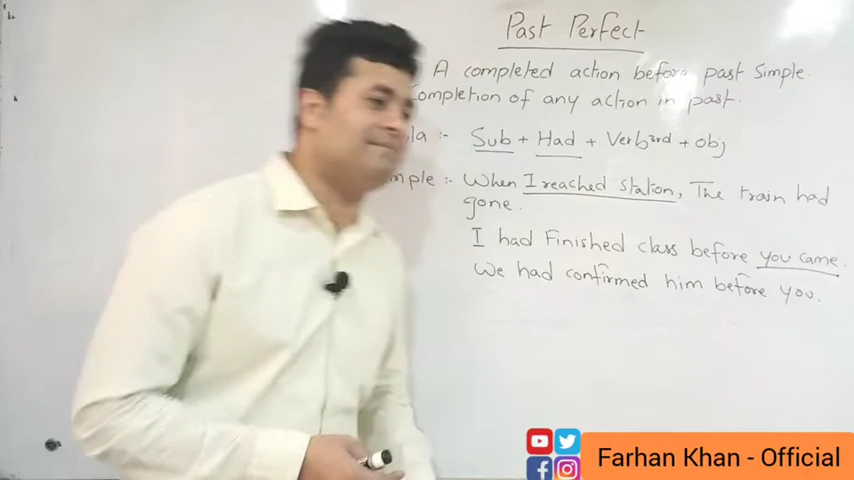 Past Perfect
A completed action before past Simple.
Completion of any action in past.
:- Sub + Had + Verb 3rd + obj
:- When I reached station, The train had
gone.
I had Finished class before you came.
We had confirmed him before you.
Farhan Khan - Official